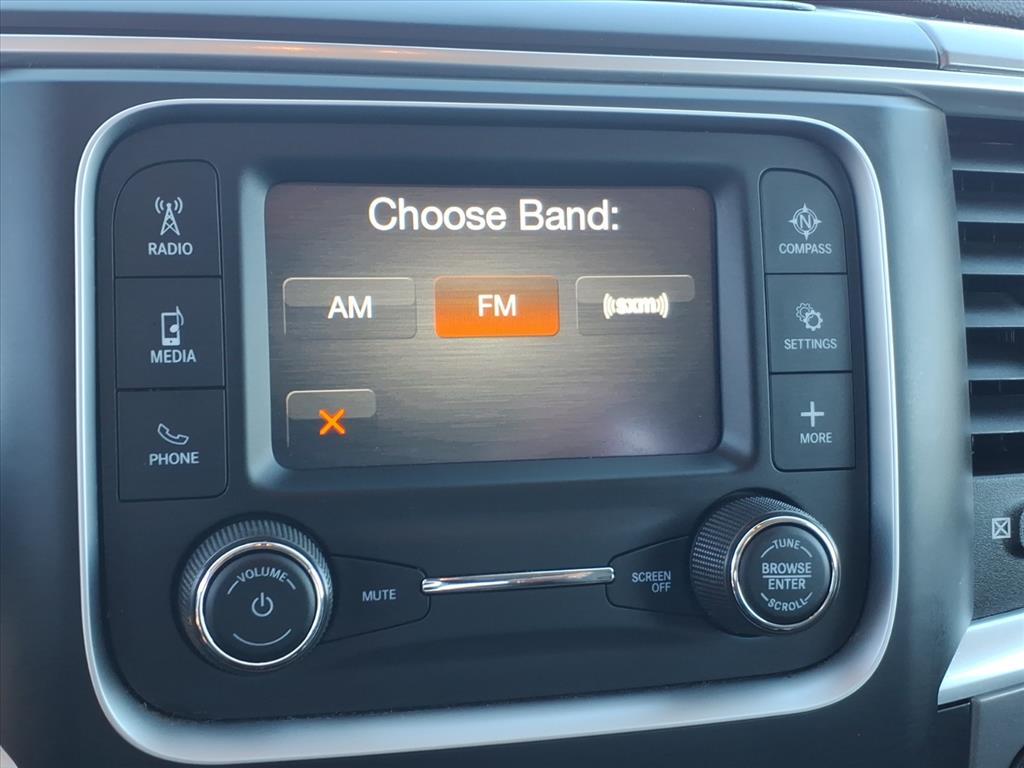 Choose Band:
AM
FM
((sxm))
RADIO
MEDIA
PHONE
N
COMPASS
SETTINGS
MORE
VOLUME
MUTE
SCREEN
OFF
TUNE
BROWSE
ENTER
SCROLL